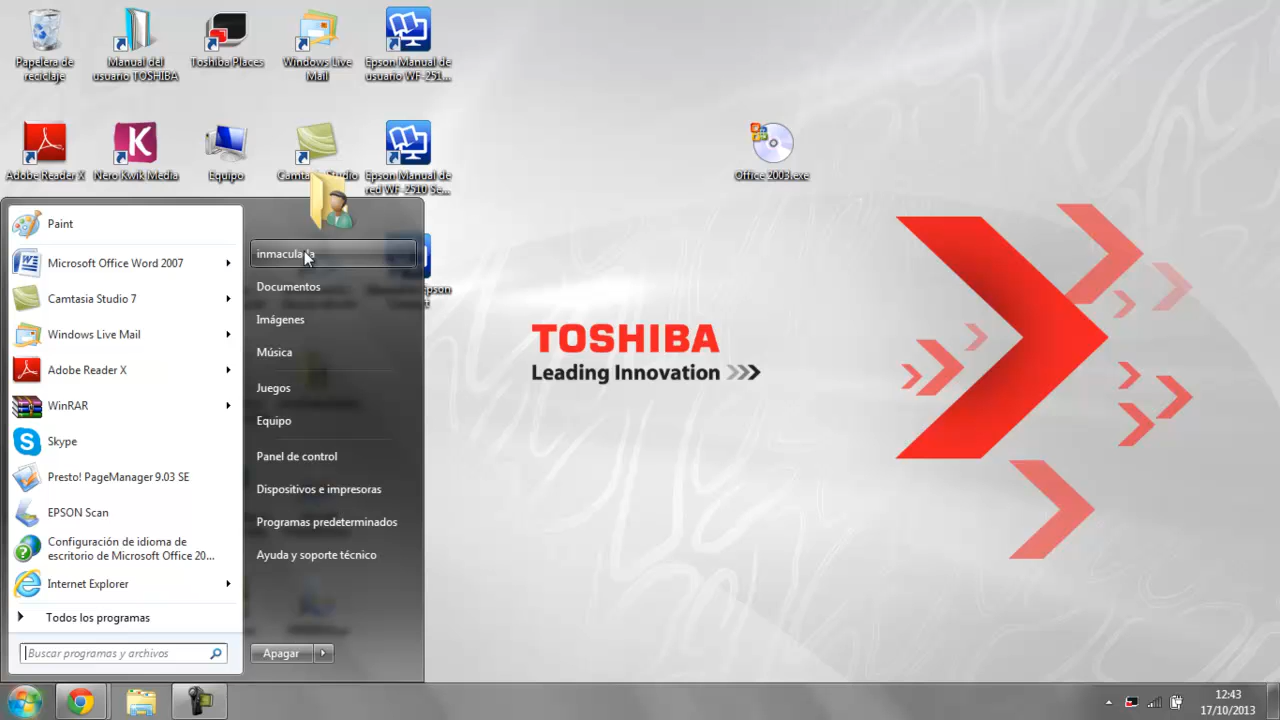 Papelera de
reciclaje
Manual del
usuario TOSHIBA
Toshiba Places
Windows Live
Mail
Epson Manual de
usuario WF-251...
Adobe Reader X
Nero Kwik Media
Equipo
Camtasia Studio
Epson Manual de
red WF-2510 Se...
Office 2003.exe
Paint
Microsoft Office Word 2007
Camtasia Studio 7
Windows Live Mail
Adobe Reader X
WinRAR
Skype
Presto! PageManager 9.03 SE
EPSON Scan
Configuración de idioma de
escritorio de Microsoft Office 20...
Internet Explorer
Todos los programas
Buscar programas y archivos
inmaculada
Documentos
Imágenes
Música
Juegos
Equipo
Panel de control
Dispositivos e impresoras
Programas predeterminados
Ayuda y soporte técnico
Apagar
TOSHIBA
Leading Innovation
12:43
17/10/2013